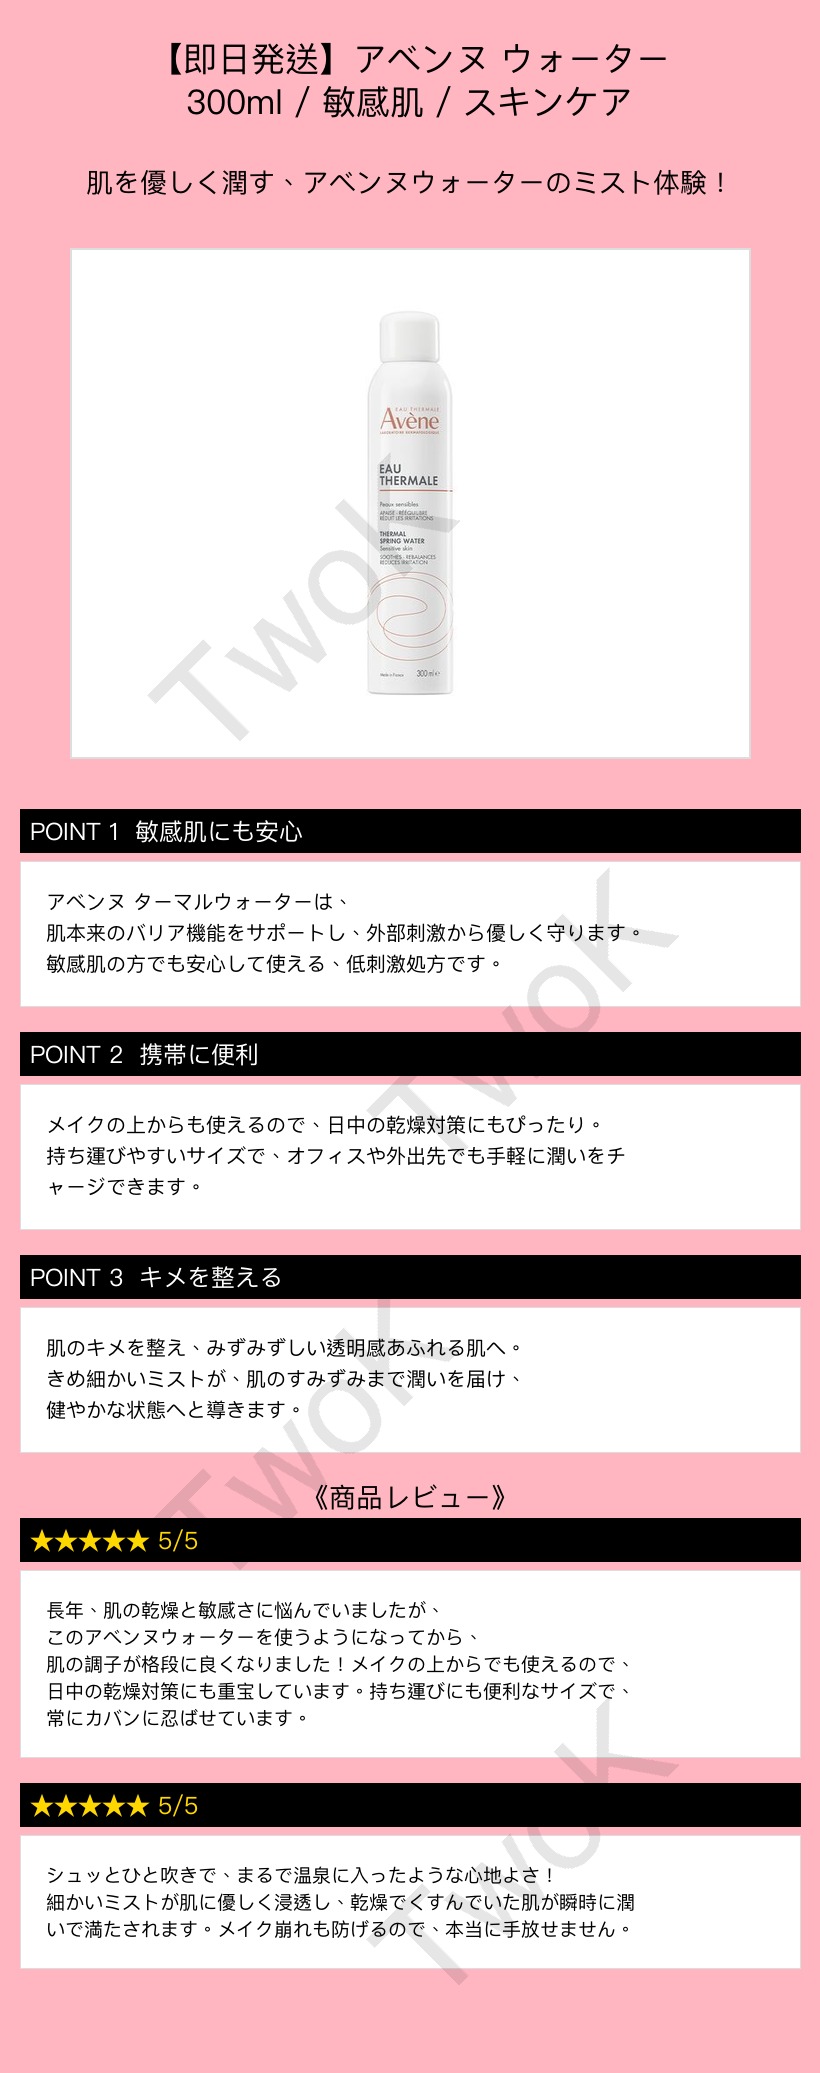 【即日発送】アベンヌ ウォーター
300ml / 敏感肌 / スキンケア
肌を優しく潤す、アベンヌウォーターのミスト体験！
EAU THERMALE
Avène
LABORATOIRE DERMATOLOGIQUE
EAU
THERMALE
Peaux sensibles
APAISE - RÉÉQUILIBRE
RÉDUIT LES IRRITATIONS
THERMAL
SPRING WATER
Sensitive skin
SOOTHES - REBALANCES
REDUCES IRRITATION
Made in France 300 ml e
TwoK
POINT 1 敏感肌にも安心
アベンヌ ターマルウォーターは、
肌本来のバリア機能をサポートし、外部刺激から優しく守ります。
敏感肌の方でも安心して使える、低刺激処方です。
TwoK
POINT 2 携帯に便利
メイクの上からも使えるので、日中の乾燥対策にもぴったり。
持ち運びやすいサイズで、オフィスや外出先でも手軽に潤いをチ
ャージできます。
POINT 3 キメを整える
肌のキメを整え、みずみずしい透明感あふれる肌へ。
きめ細かいミストが、肌のすみずみまで潤いを届け、
健やかな状態へと導きます。
TwoK
《商品レビュー》
★★★★★ 5/5
長年、肌の乾燥と敏感さに悩んでいましたが、
このアベンヌウォーターを使うようになってから、
肌の調子が格段に良くなりました！メイクの上からでも使えるので、
日中の乾燥対策にも重宝しています。持ち運びにも便利なサイズで、
常にカバンに忍ばせています。
★★★★★ 5/5
シュッとひと吹きで、まるで温泉に入ったような心地よさ！
細かいミストが肌に優しく浸透し、乾燥でくすんでいた肌が瞬時に潤
いで満たされます。メイク崩れも防げるので、本当に手放せません。
TwoK